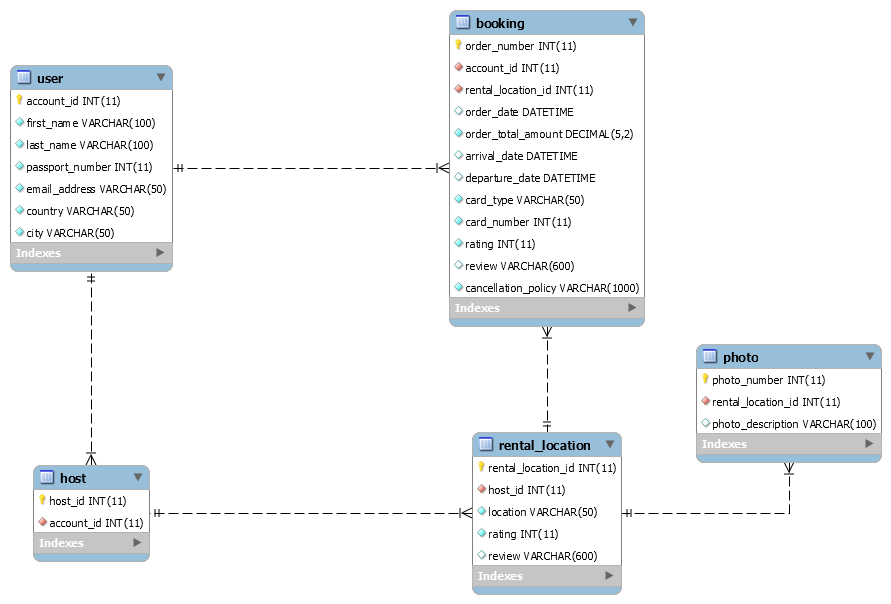 user
account_id INT(11)
first_name VARCHAR(100)
last_name VARCHAR(100)
passport_number INT(11)
email_address VARCHAR(50)
country VARCHAR(50)
city VARCHAR(50)
Indexes
booking
order_number INT(11)
account_id INT(11)
rental_location_id INT(11)
order_date DATETIME
order_total_amount DECIMAL(5,2)
arrival_date DATETIME
departure_date DATETIME
card_type VARCHAR(50)
card_number INT(11)
rating INT(11)
review VARCHAR(600)
cancellation_policy VARCHAR(1000)
Indexes
photo
photo_number INT(11)
rental_location_id INT(11)
photo_description VARCHAR(100)
Indexes
host
host_id INT(11)
account_id INT(11)
Indexes
rental_location
rental_location_id INT(11)
host_id INT(11)
location VARCHAR(50)
rating INT(11)
review VARCHAR(600)
Indexes